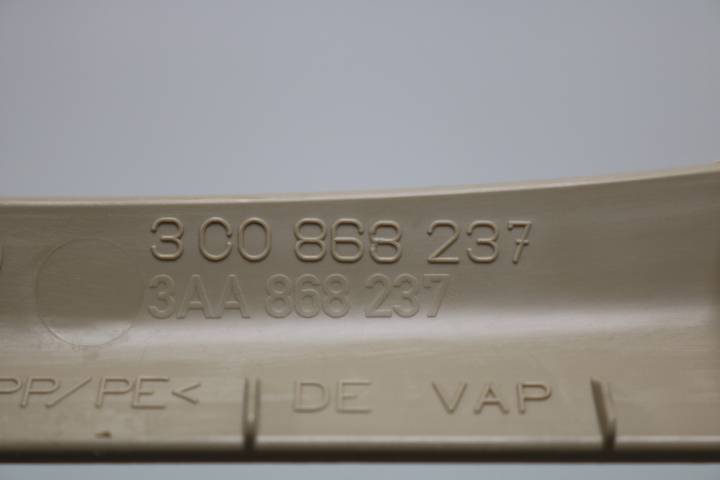 3C0 868 237
3AA 868 237
PP/PE< DE VAP